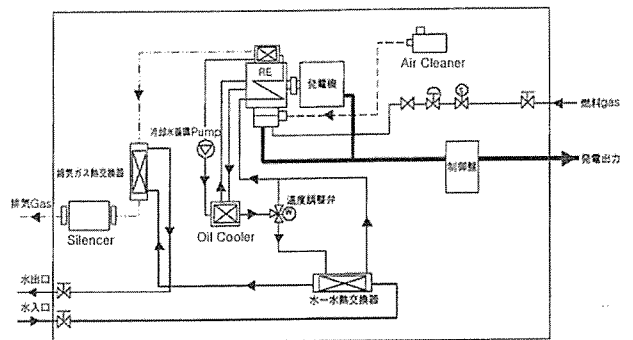 RE
発電機
Air Cleaner
燃料gas
冷却水循環Pump
制御盤
発電出力
排気ガス熱交換器
排気Gas
Silencer
Oil Cooler
温度調整弁
水出口
水入口
水ー水熱交換器